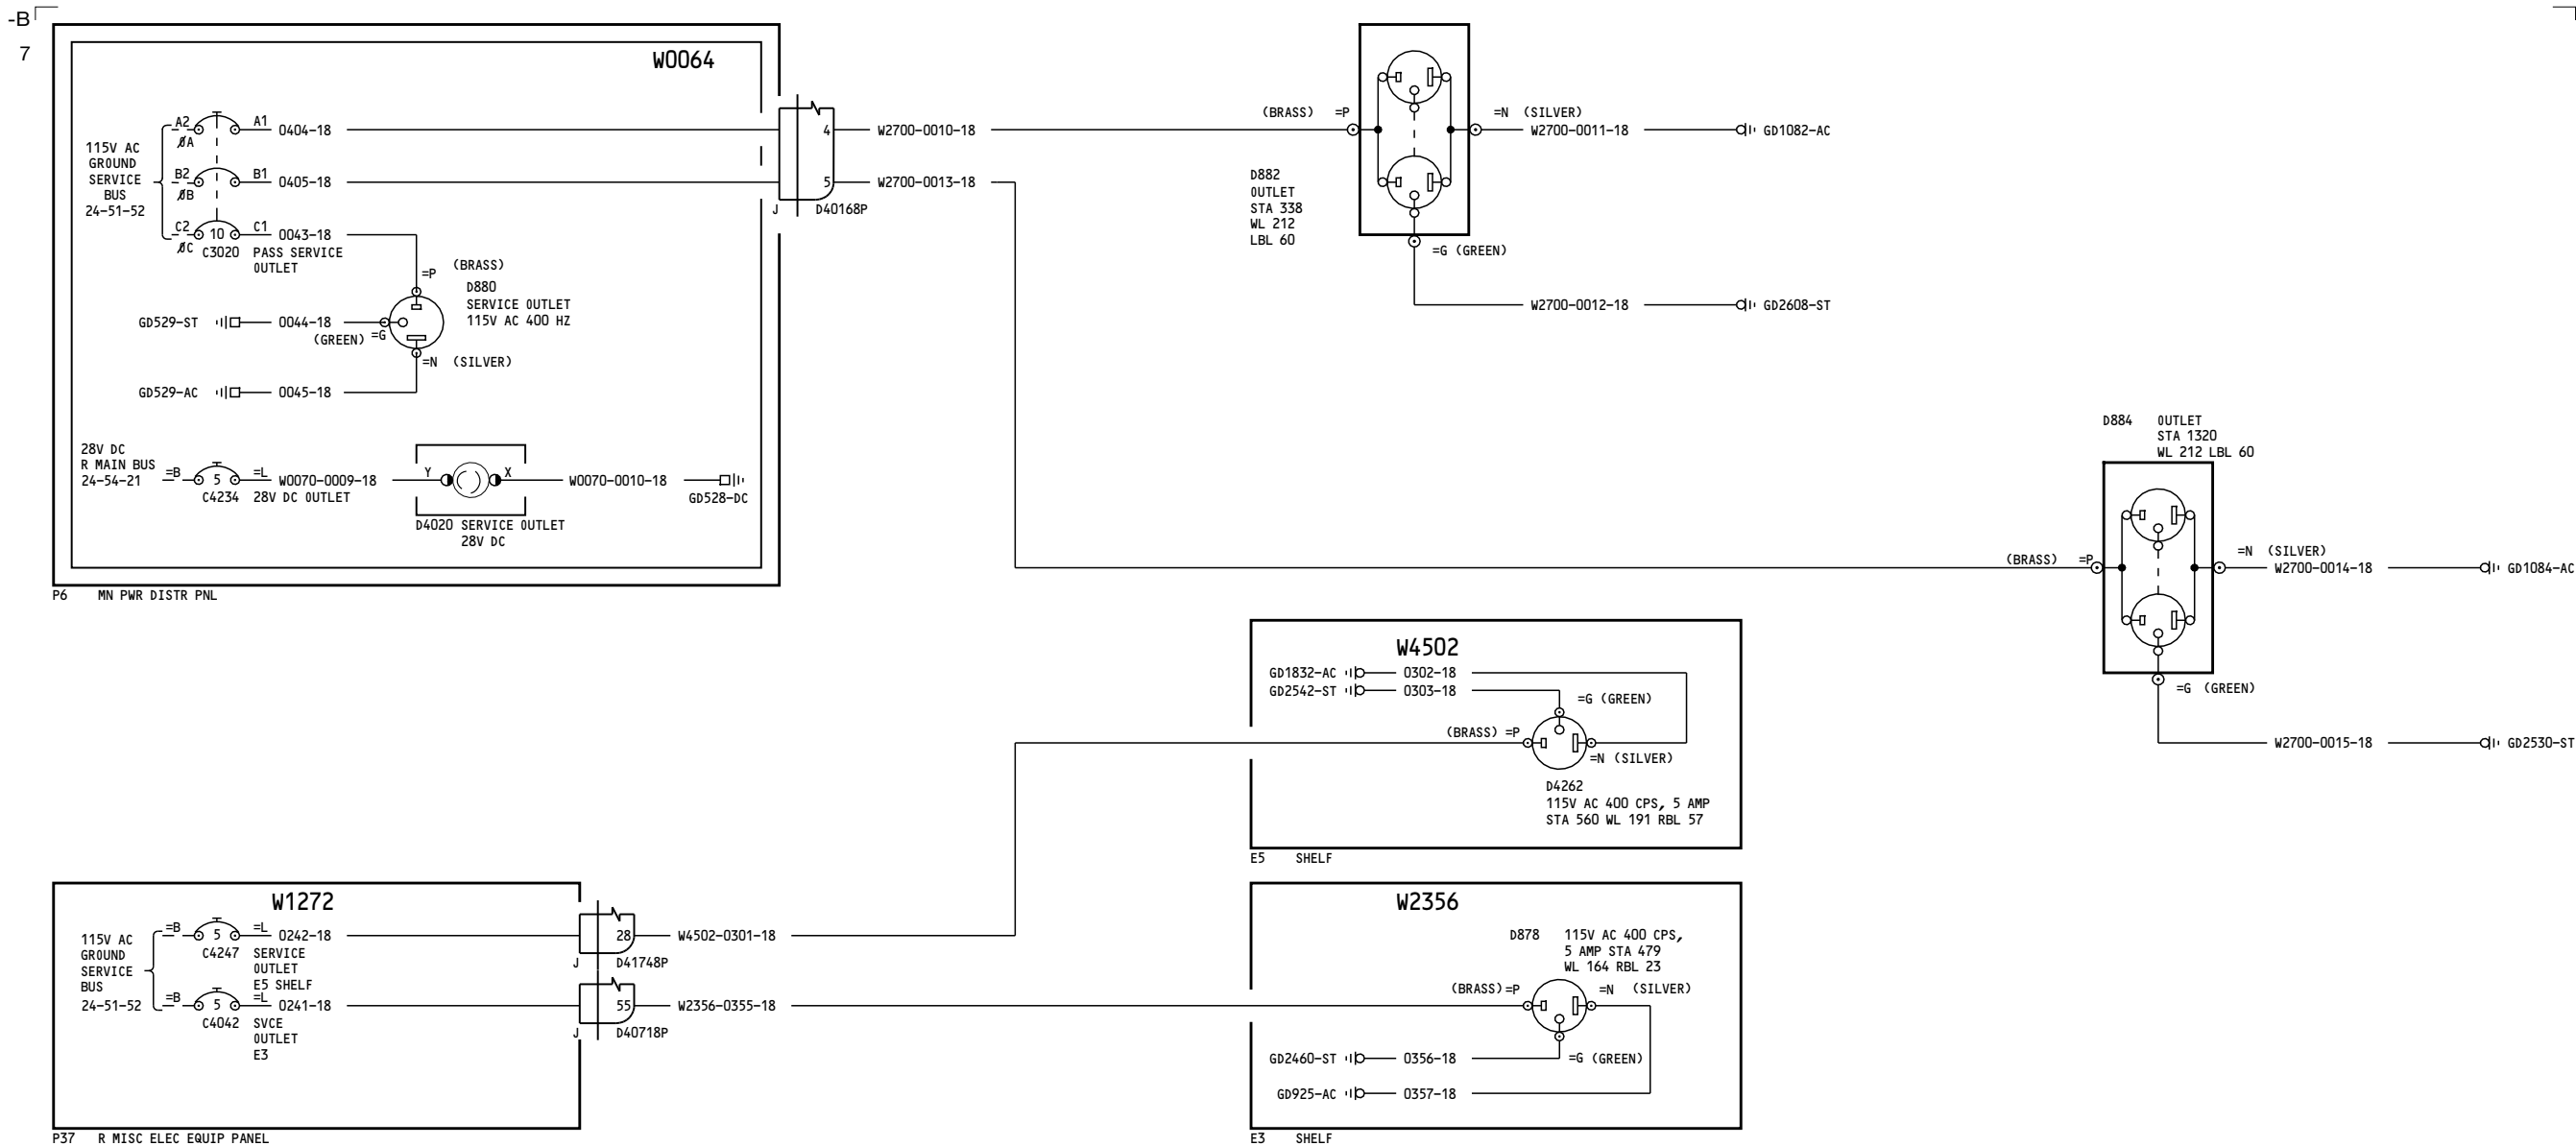 -B
7
W0064
115V AC
GROUND
SERVICE
BUS
24-51-52
A2
ØA
A1
0404-18
B2
ØB
B1
0405-18
C2
ØC
10
C3020
C1
0043-18
PASS SERVICE
OUTLET
=P
(BRASS)
D880
SERVICE OUTLET
115V AC 400 HZ
GD529-ST
0044-18
(GREEN)
=G
=N
(SILVER)
GD529-AC
0045-18
28V DC
R MAIN BUS
24-54-21
=B
5
C4234
=L
W0070-0009-18
28V DC OUTLET
Y
X
W0070-0010-18
GD528-DC
D4020 SERVICE OUTLET
28V DC
P6
MN PWR DISTR PNL
4
5
J
D40168P
W2700-0010-18
W2700-0013-18
(BRASS)
=P
D882
OUTLET
STA 338
WL 212
LBL 60
=N
(SILVER)
W2700-0011-18
GD1082-AC
=G (GREEN)
W2700-0012-18
GD2608-ST
D884
OUTLET
STA 1320
WL 212 LBL 60
(BRASS)
=P
=N
(SILVER)
W2700-0014-18
GD1084-AC
=G
(GREEN)
W2700-0015-18
GD2530-ST
W4502
GD1832-AC
0302-18
GD2542-ST
0303-18
=G (GREEN)
(BRASS) =P
=N (SILVER)
D4262
115V AC 400 CPS, 5 AMP
STA 560 WL 191 RBL 57
E5
SHELF
W1272
115V AC
GROUND
SERVICE
BUS
24-51-52
=B
5
C4247
=L
0242-18
SERVICE
OUTLET
E5 SHELF
=B
5
C4042
=L
0241-18
SVCE
OUTLET
E3
28
J
D41748P
W4502-0301-18
55
J
D40718P
W2356-0355-18
P37
R MISC ELEC EQUIP PANEL
W2356
D878
115V AC 400 CPS,
5 AMP STA 479
WL 164 RBL 23
(BRASS)
=P
=N
(SILVER)
GD2460-ST
0356-18
=G (GREEN)
GD925-AC
0357-18
E3
SHELF